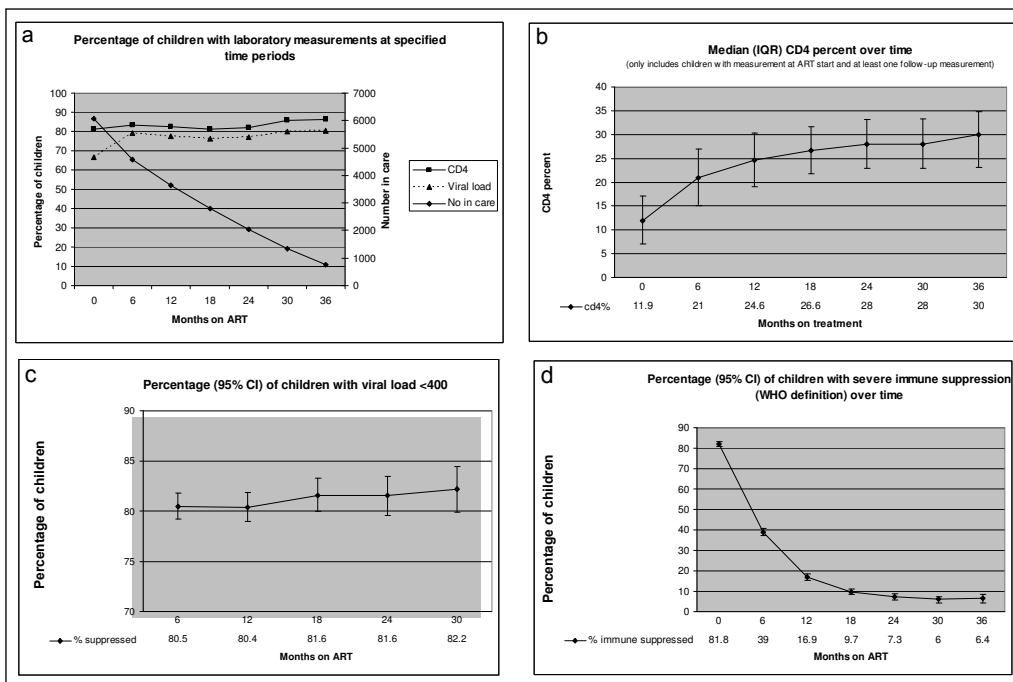 a
Percentage of children with laboratory measurements at specified
time periods
Percentage of children
100
90
80
70
60
50
40
30
20
10
0
7000
6000
5000
4000
3000
2000
1000
0
Number in care
0 6 12 18 24 30 36
Months on ART
CD4
Viral load
No in care
b
Median (IQR) CD4 percent over time
(only includes children with measurement at ART start and at least one follow-up measurement)
CD4 percent
40
35
30
25
20
15
10
5
0
0 6 12 18 24 30 36
cd4% 11.9 21 24.6 26.6 28 28 30
Months on treatment
c
Percentage (95% CI) of children with viral load <400
Percentage of children
90
85
80
75
70
6 12 18 24 30
% suppressed 80.5 80.4 81.6 81.6 82.2
Months on ART
d
Percentage (95% CI) of children with severe immune suppression
(WHO definition) over time
Percentage of children
90
80
70
60
50
40
30
20
10
0
0 6 12 18 24 30 36
% immune suppressed 81.8 39 16.9 9.7 7.3 6 6.4
Months on ART